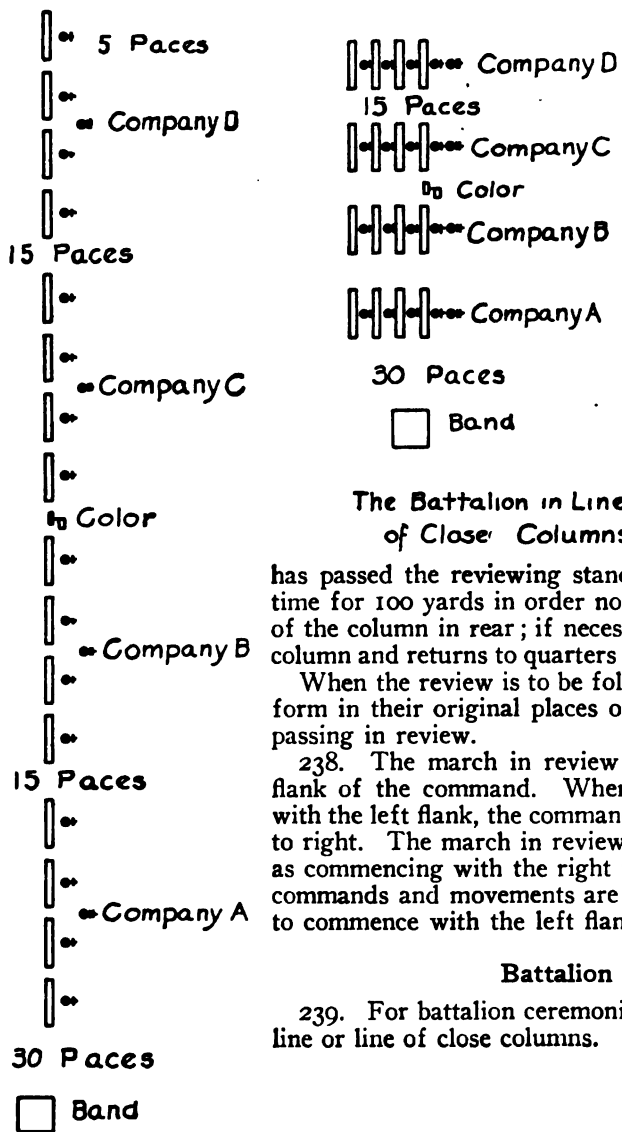 5 Paces
Company D
15 Paces
Company C
Color
Company B
15 Paces
Company A
30 Paces
Band
Company D
15 Paces
Company C
Color
Company B
Company A
30 Paces
Band
The Battalion in Line
of Close Columns
has passed the reviewing stand
time for 100 yards in order no
of the column in rear; if neces
column and returns to quarters
When the review is to be fol
form in their original places o
passing in review.
238. The march in review
flank of the command. When
with the left flank, the comman
to right. The march in review
as commencing with the right
commands and movements are
to commence with the left flan
Battalion
239. For battalion ceremoni
line or line of close columns.